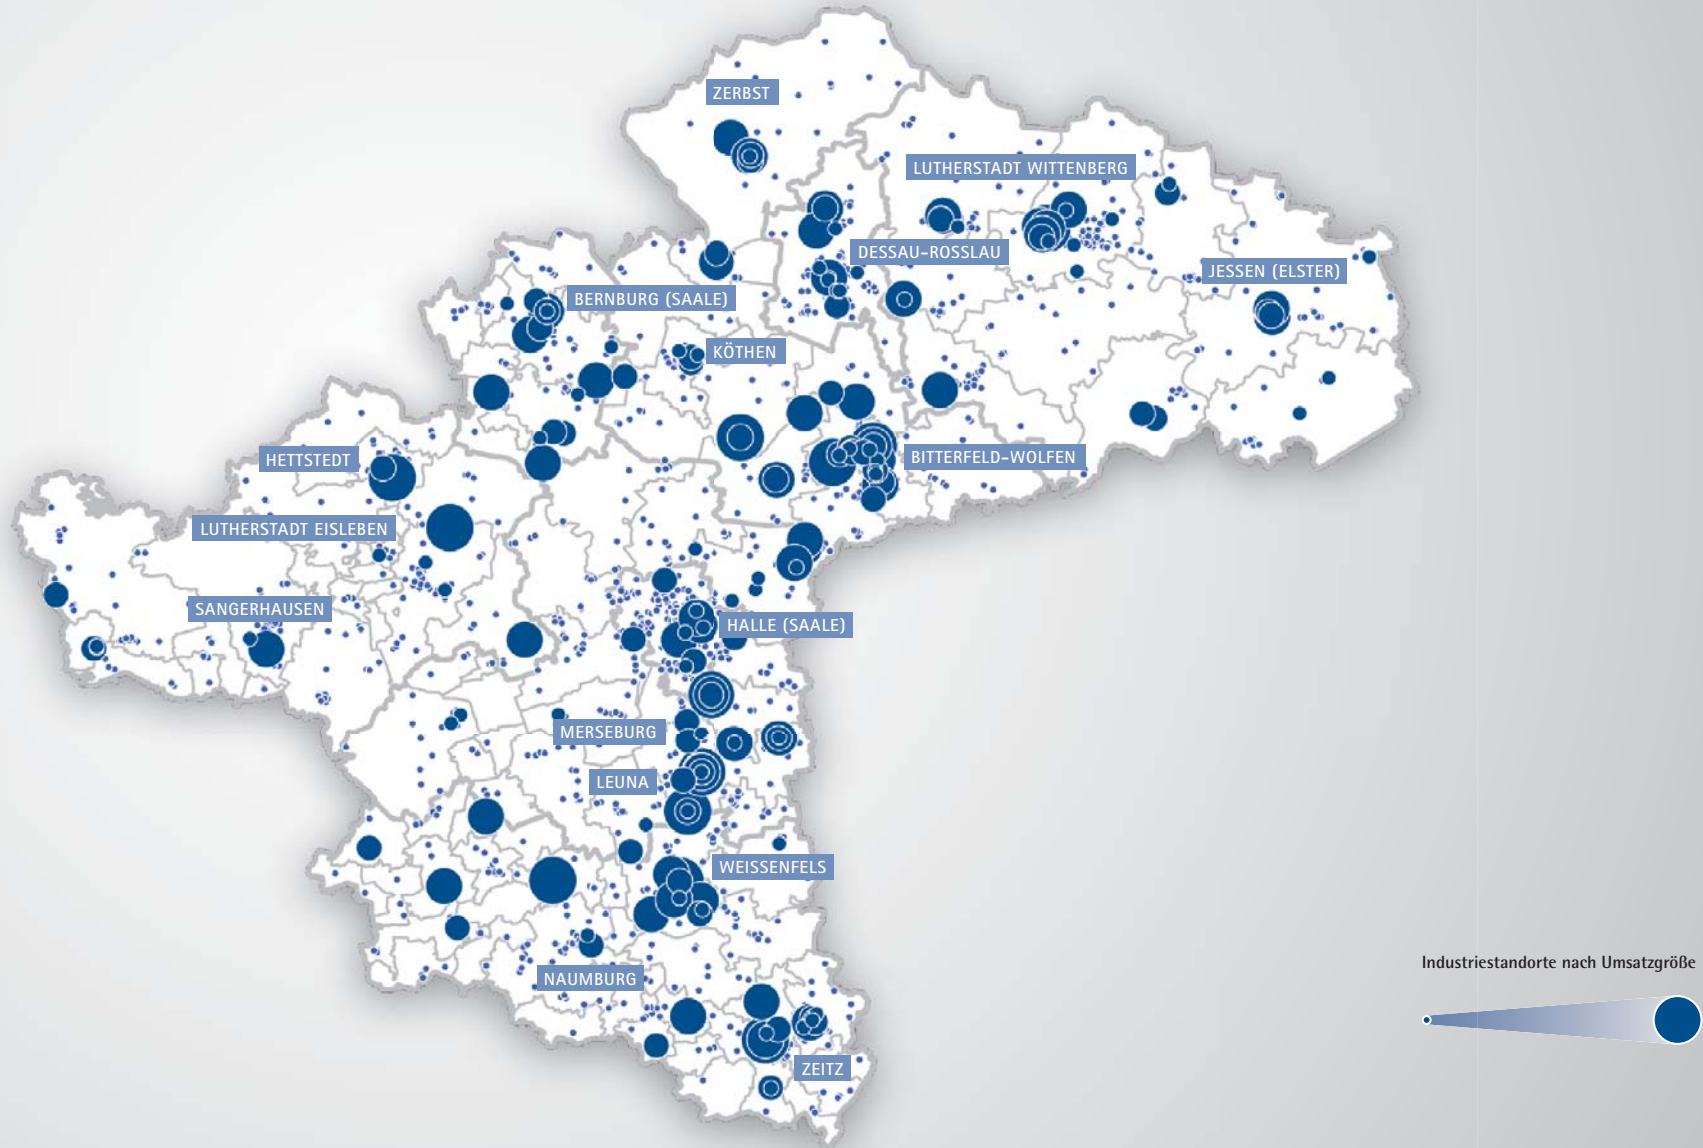 ZERBST
LUTHERSTADT WITTENBERG
DESSAU-ROSSLAU
JESSEN (ELSTER)
BERNBURG (SAALE)
KÖTHEN
HETTSTEDT
BITTERFELD-WOLFEN
LUTHERSTADT EISLEBEN
SANGERHAUSEN
HALLE (SAALE)
MERSEBURG
LEUNA
WEISSENFELS
NAUMBURG
Industriestandorte nach Umsatzgröße
ZEITZ